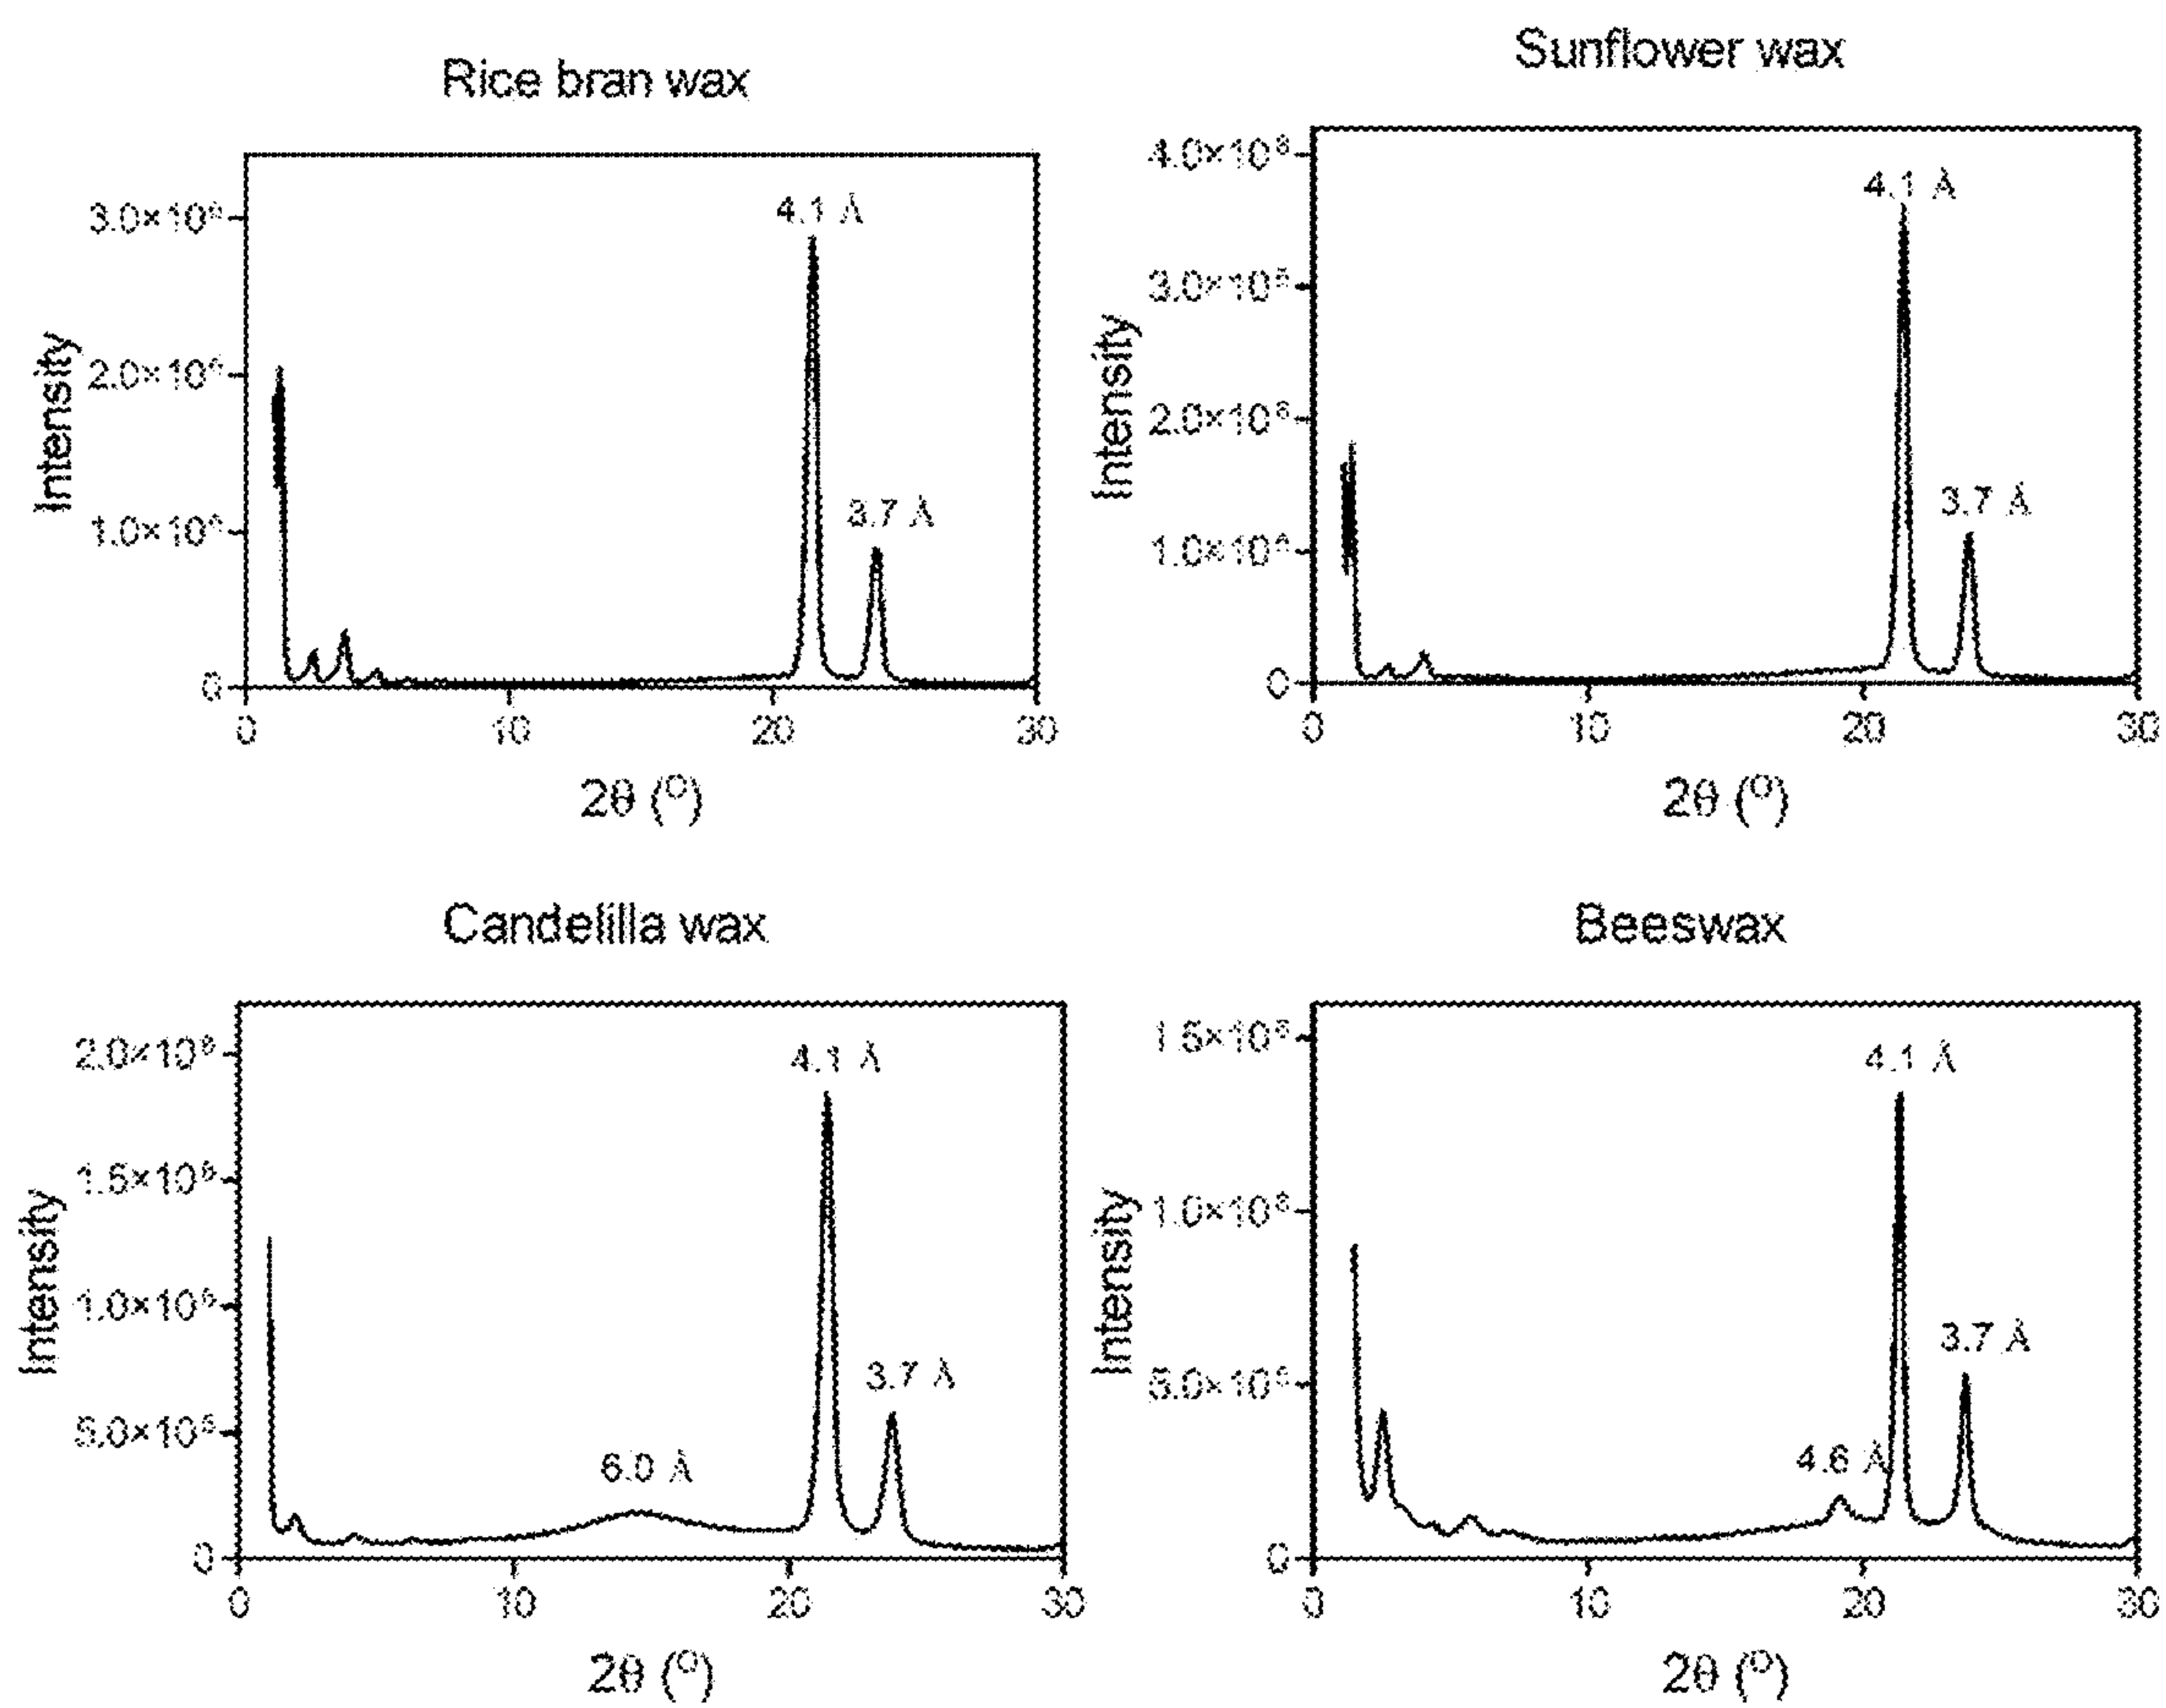 Rice bran wax
Intensity
3.0×10⁶
2.0×10⁶
1.0×10⁶
0
4.1 Å
3.7 Å
0 10 20 30
2θ (O)
Sunflower wax
Intensity
4.0×10⁶
3.0×10⁶
2.0×10⁶
1.0×10⁶
0
4.1 Å
3.7 Å
0 10 20 30
2θ (O)
Candelilla wax
Intensity
2.0×10⁶
1.5×10⁶
1.0×10⁶
5.0×10⁵
0
6.0 Å
4.1 Å
3.7 Å
0 10 20 30
2θ (O)
Beeswax
Intensity
1.5×10⁶
1.0×10⁶
5.0×10⁵
0
4.6 Å
4.1 Å
3.7 Å
0 10 20 30
2θ (O)